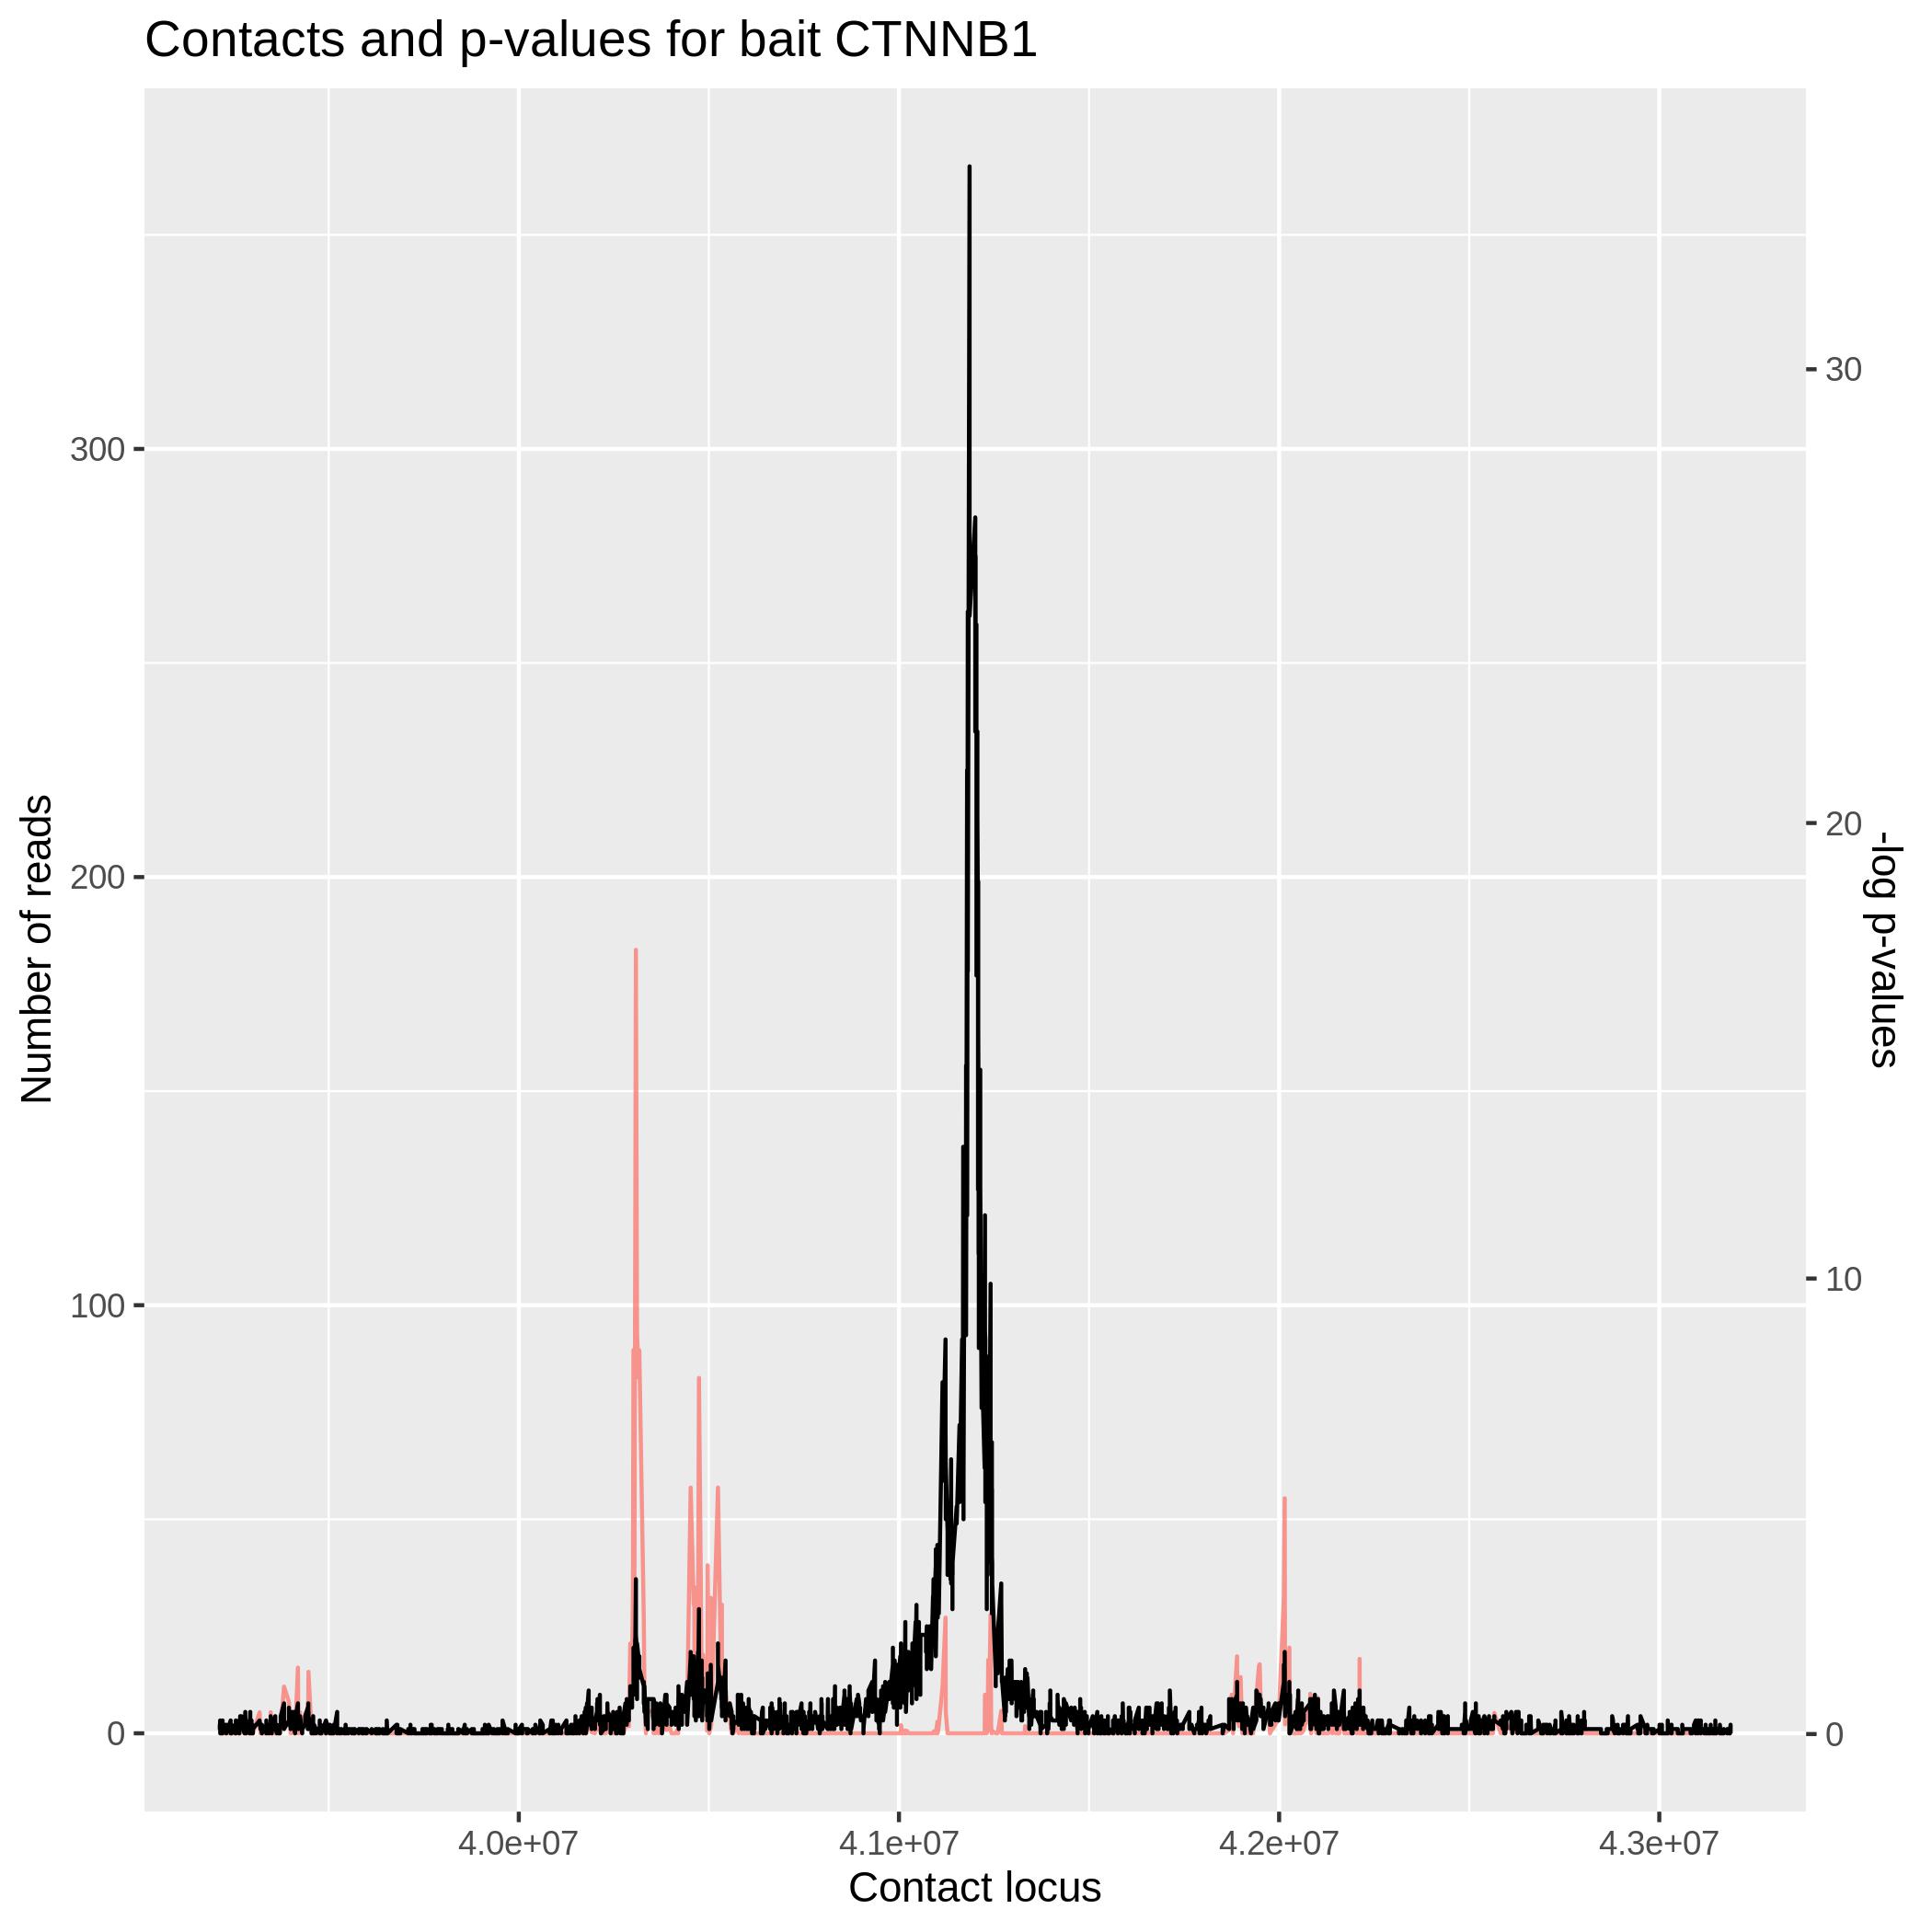 Contacts and p-values for bait CTNNB1
300
200
100
0
30
20
10
0
Number of reads
-log p-values
4.0e+07
4.1e+07
4.2e+07
4.3e+07
Contact locus